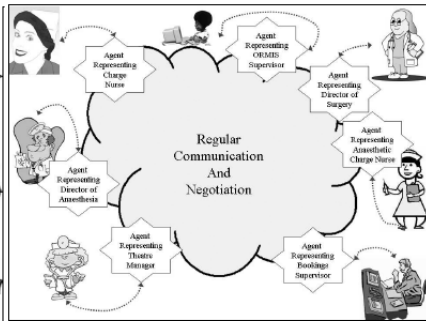 Agent
Representing
Charge
Nurse
Agent
Representing
ORMIS
Supervisor
Agent
Representing
Director of
Surgery
Agent
Representing
Anaesthetic
Charge Nurse
Regular
Communication
And
Negotiation
Agent
Representing
Director of
Anaesthesia
Agent
Representing
Theatre
Manager
Agent
Representing
Bookings
Supervisor